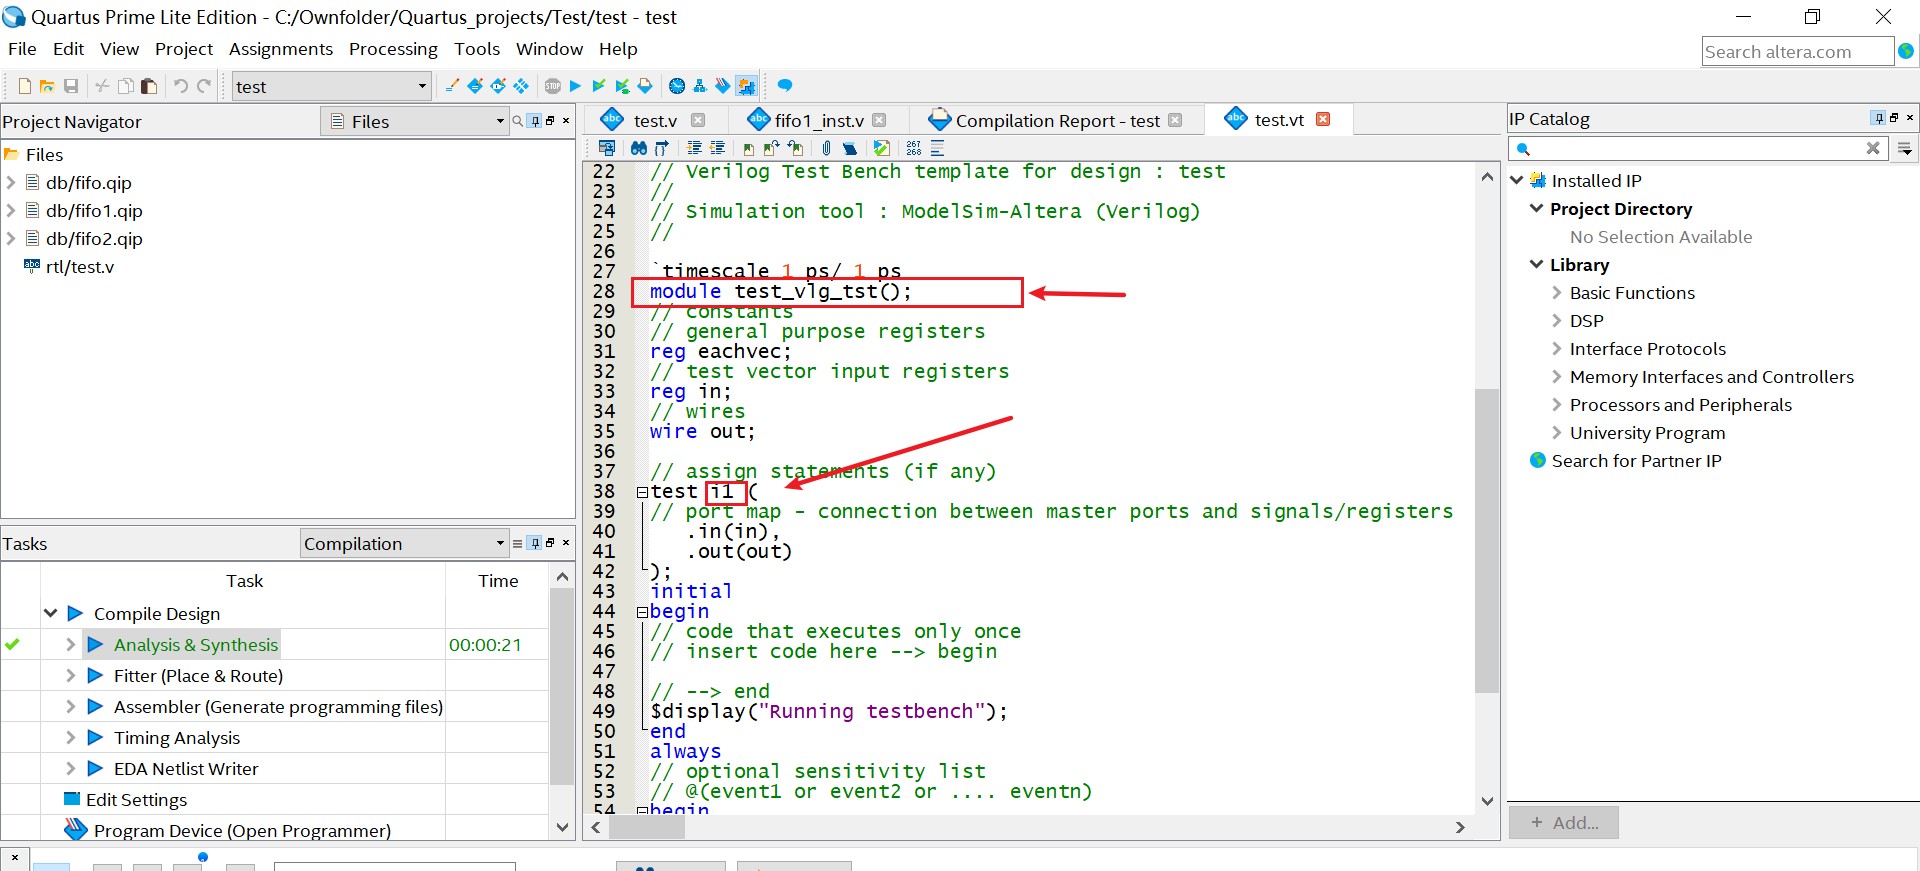 Quartus Prime Lite Edition - C:/Ownfolder/Quartus_projects/Test/test - test
File Edit View Project Assignments Processing Tools Window Help
Search altera.com
test
Project Navigator
Files
Files
db/fifo.qip
db/fifo1.qip
db/fifo2.qip
rtl/test.v
Tasks
Compilation
Task Time
Compile Design
Analysis & Synthesis 00:00:21
Fitter (Place & Route)
Assembler (Generate programming files)
Timing Analysis
EDA Netlist Writer
Edit Settings
Program Device (Open Programmer)
test.v fifo1_inst.v Compilation Report - test test.vt
267
268
22 // Verilog Test Bench template for design : test
23 //
24 // Simulation tool : ModelSim-Altera (Verilog)
25 //
26
27 `timescale 1 ps/ 1 ps
28 module test_vlg_tst();
29 // constants
30 // general purpose registers
31 reg eachvec;
32 // test vector input registers
33 reg in;
34 // wires
35 wire out;
36
37 // assign statements (if any)
38 test i1 (
39 // port map - connection between master ports and signals/registers
40 .in(in),
41 .out(out)
42 );
43 initial
44 begin
45 // code that executes only once
46 // insert code here --> begin
47
48 // --> end
49 $display("Running testbench");
50 end
51 always
52 // optional sensitivity list
53 // @(event1 or event2 or .... eventn)
54 begin
IP Catalog
Installed IP
Project Directory
No Selection Available
Library
Basic Functions
DSP
Interface Protocols
Memory Interfaces and Controllers
Processors and Peripherals
University Program
Search for Partner IP
+ Add...